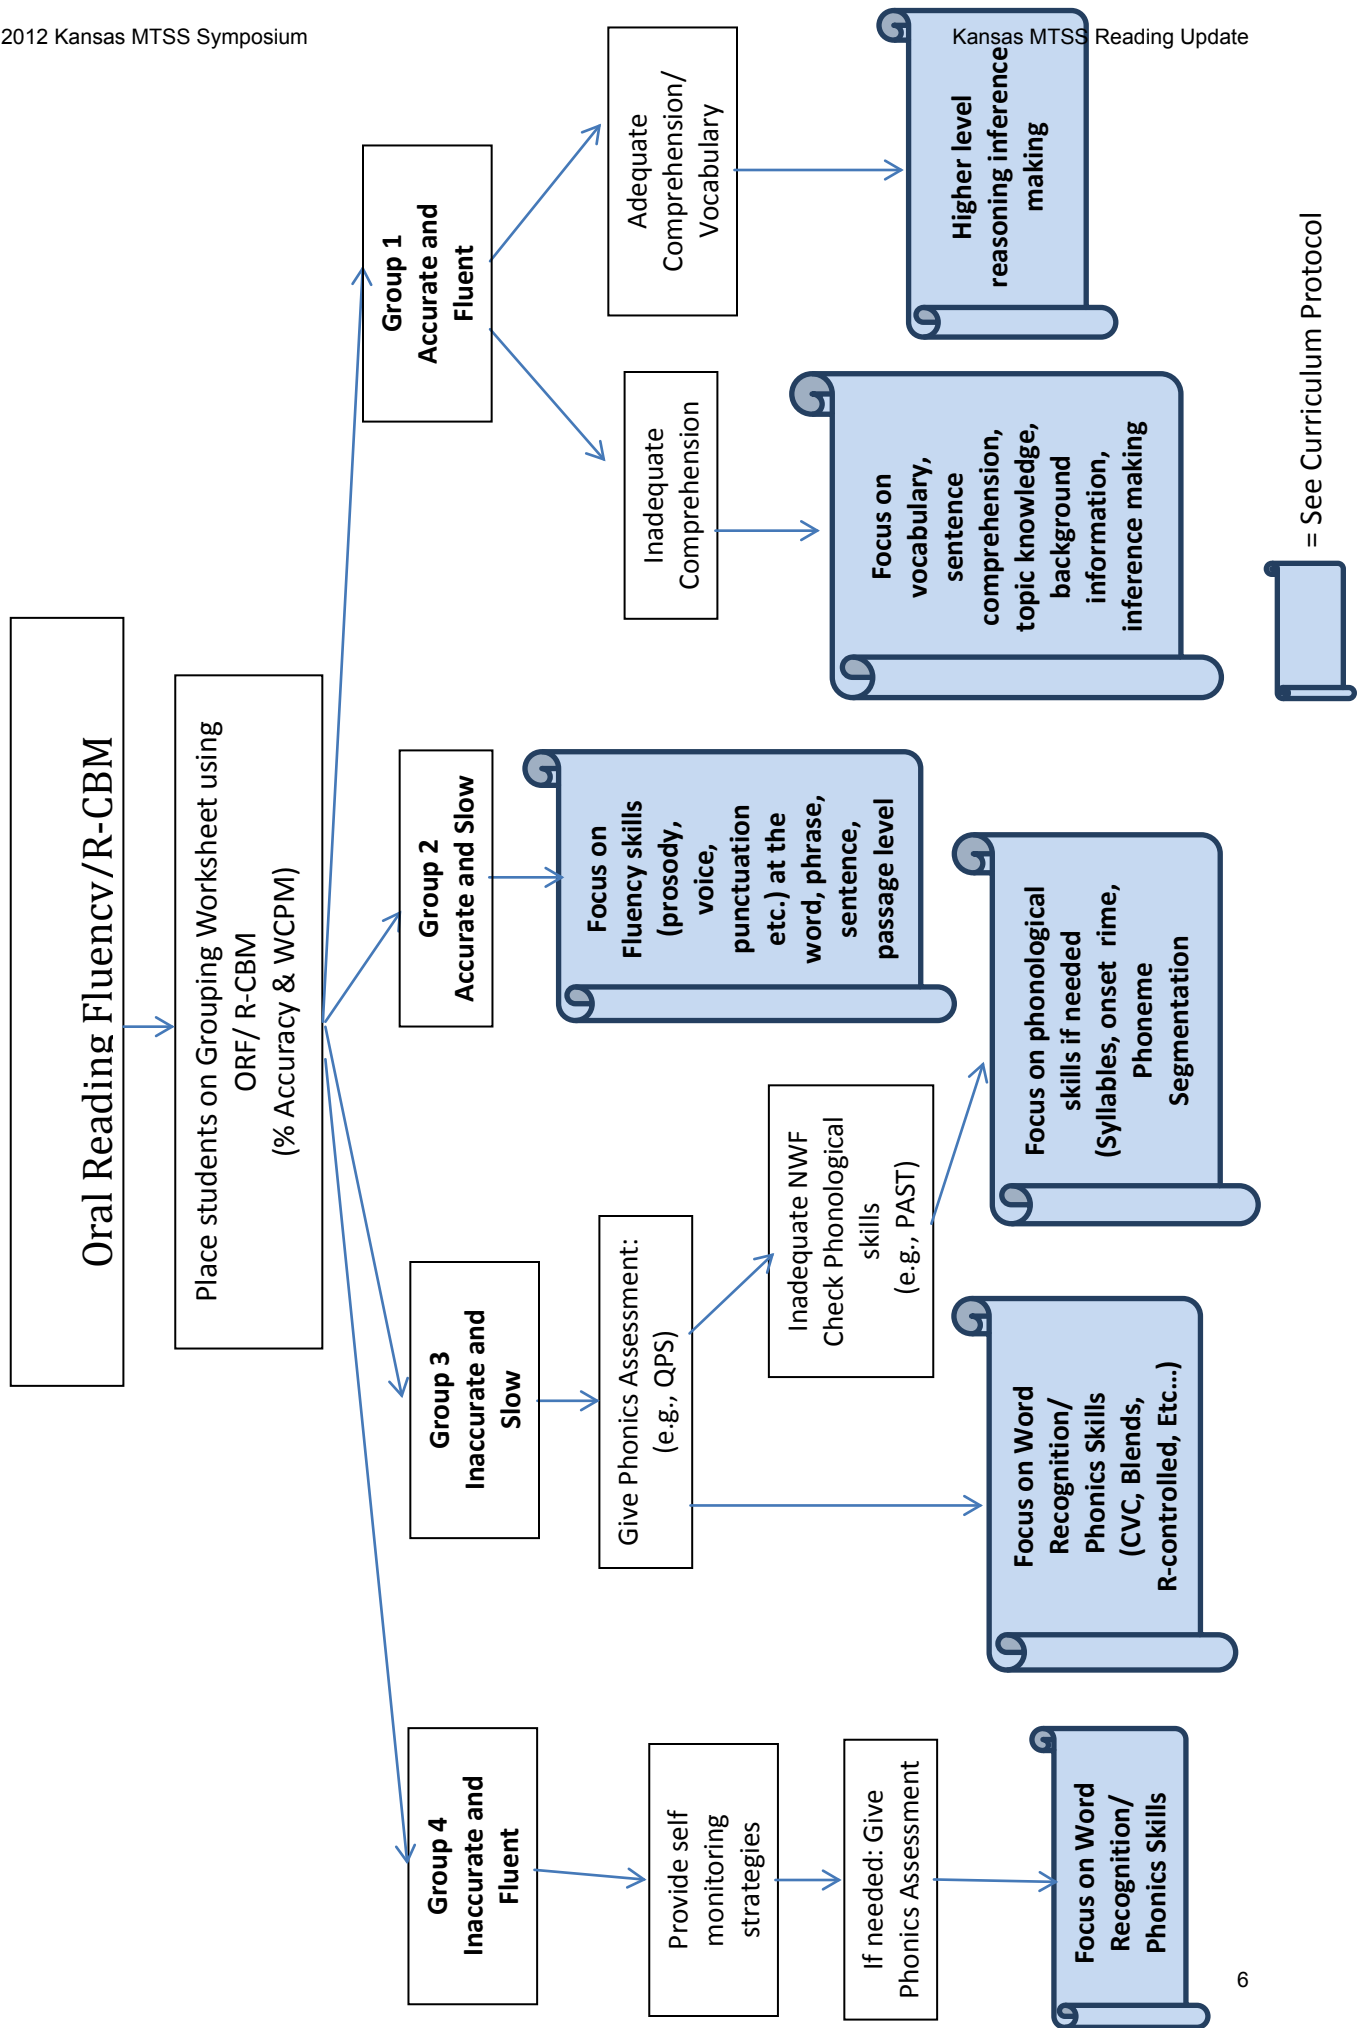 2012 Kansas MTSS Symposium
Kansas MTSS Reading Update
Oral Reading Fluency/R-CBM
Place students on Grouping Worksheet using
ORF/ R-CBM
(% Accuracy & WCPM)
Group 4
Inaccurate and
Fluent
Provide self
monitoring
strategies
If needed: Give
Phonics Assessment
Focus on Word
Recognition/
Phonics Skills
Group 3
Inaccurate and
Slow
Give Phonics Assessment:
(e.g., QPS)
Focus on Word
Recognition/
Phonics Skills
(CVC, Blends,
R-controlled, Etc...)
Inadequate NWF
Check Phonological
skills
(e.g., PAST)
Focus on phonological
skills if needed
(Syllables, onset rime,
Phoneme
Segmentation
Group 2
Accurate and Slow
Focus on
Fluency skills
(prosody,
voice,
punctuation
etc.) at the
word, phrase,
sentence,
passage level
Group 1
Accurate and
Fluent
Inadequate
Comprehension
Focus on
vocabulary,
sentence
comprehension,
topic knowledge,
background
information,
inference making
Adequate
Comprehension/
Vocabulary
Higher level
reasoning inference
making
= See Curriculum Protocol
6